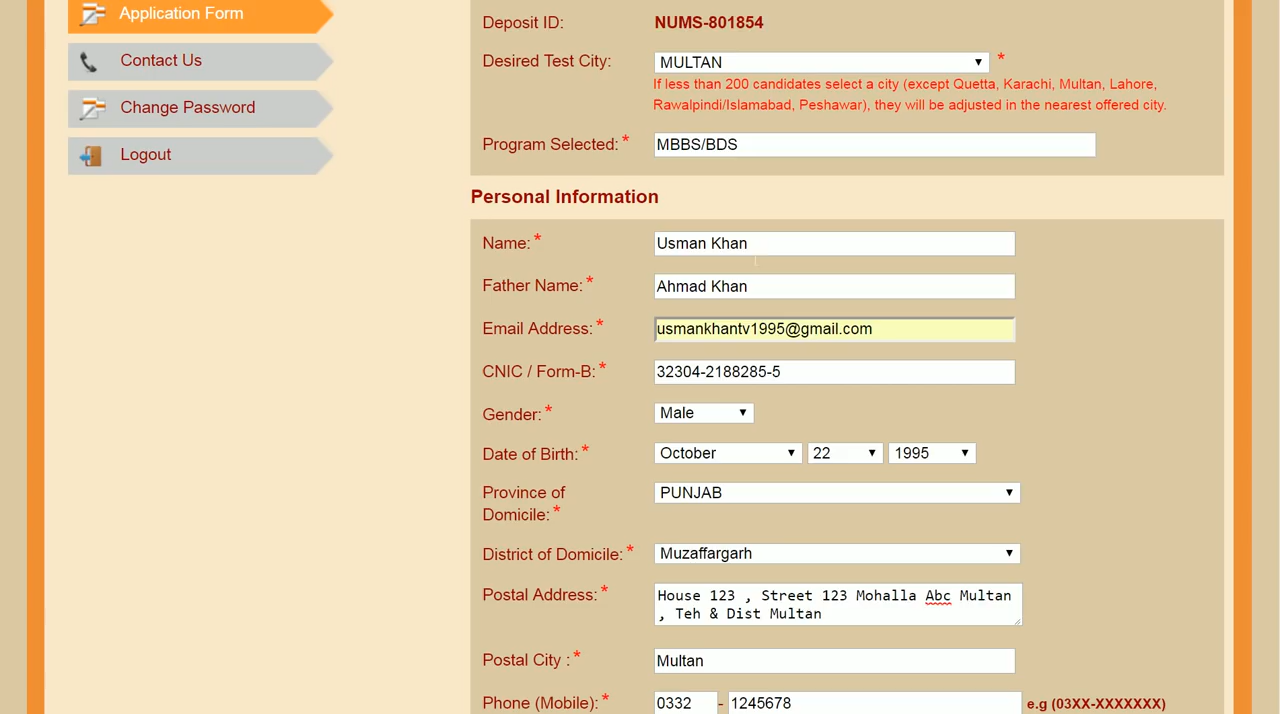 Application Form
Contact Us
Change Password
Logout
Deposit ID: NUMS-801854
Desired Test City: MULTAN *
If less than 200 candidates select a city (except Quetta, Karachi, Multan, Lahore,
Rawalpindi/Islamabad, Peshawar), they will be adjusted in the nearest offered city.
Program Selected: * MBBS/BDS
Personal Information
Name: * Usman Khan
Father Name: * Ahmad Khan
Email Address: * usmankhantv1995@gmail.com
CNIC / Form-B: * 32304-2188285-5
Gender: * Male
Date of Birth: * October 22 1995
Province of
Domicile: * PUNJAB
District of Domicile: * Muzaffargarh
Postal Address: * House 123 , Street 123 Mohalla Abc Multan
, Teh & Dist Multan
Postal City : * Multan
Phone (Mobile): * 0332 - 1245678 e.g (03XX-XXXXXXX)